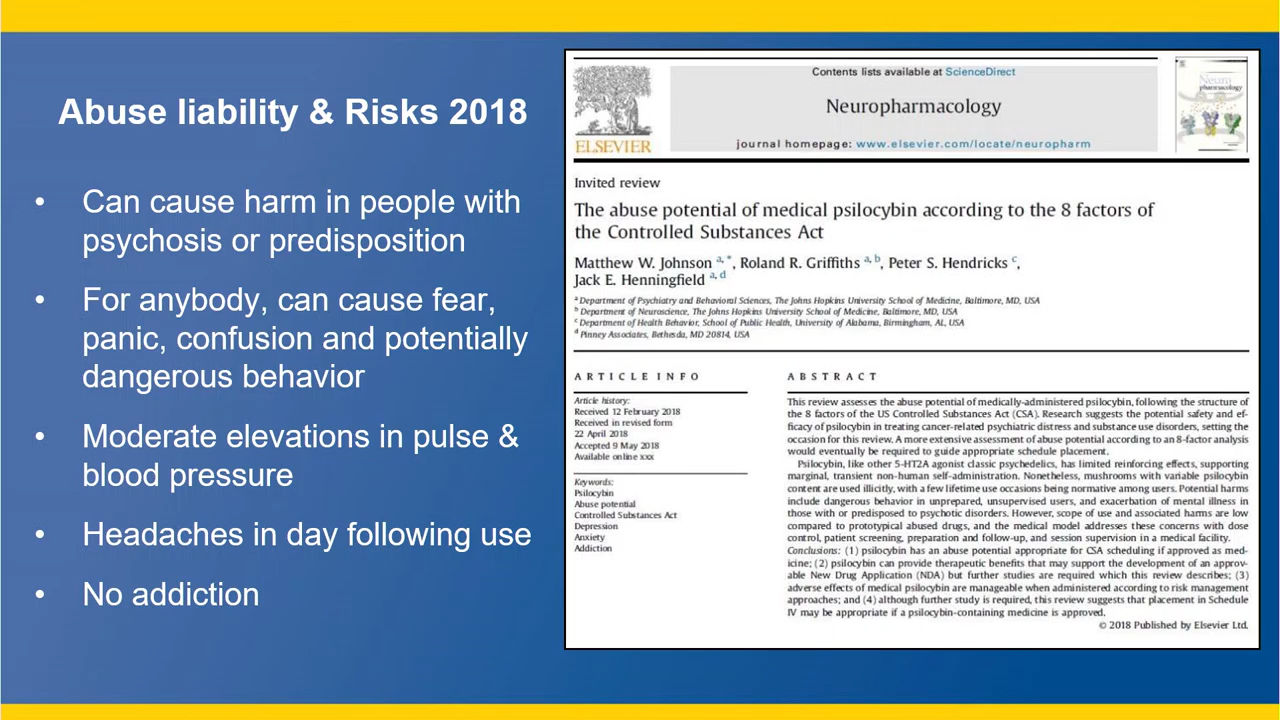 Abuse liability & Risks 2018
• Can cause harm in people with
psychosis or predisposition
• For anybody, can cause fear,
panic, confusion and potentially
dangerous behavior
• Moderate elevations in pulse &
blood pressure
• Headaches in day following use
• No addiction
ELSEVIER
Contents lists available at ScienceDirect
Neuropharmacology
journal homepage: www.elsevier.com/locate/neuropharm
Neuro
pharmacology
Invited review
The abuse potential of medical psilocybin according to the 8 factors of
the Controlled Substances Act
Matthew W. Johnson a, *, Roland R. Griffiths a, b, Peter S. Hendricks c,
Jack E. Henningfield a, d
a Department of Psychiatry and Behavioral Sciences, The Johns Hopkins University School of Medicine, Baltimore, MD, USA
b Department of Neuroscience, The Johns Hopkins University School of Medicine, Baltimore, MD, USA
c Department of Health Behavior, School of Public Health, University of Alabama, Birmingham, AL, USA
d Pinney Associates, Bethesda, MD 20814, USA
ARTICLE INFO
Article history:
Received 12 February 2018
Received in revised form
22 April 2018
Accepted 9 May 2018
Available online xxx
Keywords:
Psilocybin
Abuse potential
Controlled Substances Act
Depression
Anxiety
Addiction
ABSTRACT
This review assesses the abuse potential of medically-administered psilocybin, following the structure of
the 8 factors of the US Controlled Substances Act (CSA). Research suggests the potential safety and ef-
ficacy of psilocybin in treating cancer-related psychiatric distress and substance use disorders, setting the
occasion for this review. A more extensive assessment of abuse potential according to an 8-factor analysis
would eventually be required to guide appropriate schedule placement.
Psilocybin, like other 5-HT2A agonist classic psychedelics, has limited reinforcing effects, supporting
marginal, transient non-human self-administration. Nonetheless, mushrooms with variable psilocybin
content are used illicitly, with a few lifetime use occasions being normative among users. Potential harms
include dangerous behavior in unprepared, unsupervised users, and exacerbation of mental illness in
those with or predisposed to psychotic disorders. However, scope of use and associated harms are low
compared to prototypical abused drugs, and the medical model addresses these concerns with dose
control, patient screening, preparation and follow-up, and session supervision in a medical facility.
Conclusions: (1) psilocybin has an abuse potential appropriate for CSA scheduling if approved as med-
icine; (2) psilocybin can provide therapeutic benefits that may support the development of an approv-
able New Drug Application (NDA) but further studies are required which this review describes; (3)
adverse effects of medical psilocybin are manageable when administered according to risk management
approaches; and (4) although further study is required, this review suggests that placement in Schedule
IV may be appropriate if a psilocybin-containing medicine is approved.
© 2018 Published by Elsevier Ltd.